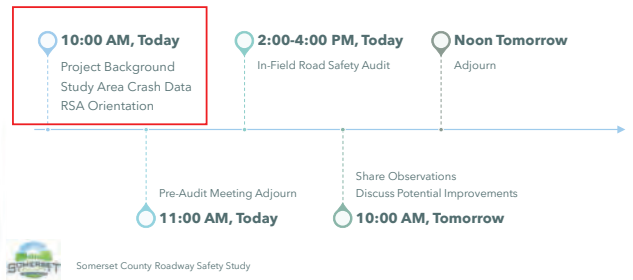 10:00 AM, Today
Project Background
Study Area Crash Data
RSA Orientation
2:00-4:00 PM, Today
In-Field Road Safety Audit
Noon Tomorrow
Adjourn
Pre-Audit Meeting Adjourn
11:00 AM, Today
Share Observations
Discuss Potential Improvements
10:00 AM, Tomorrow
SOMERSET
Somerset County Roadway Safety Study